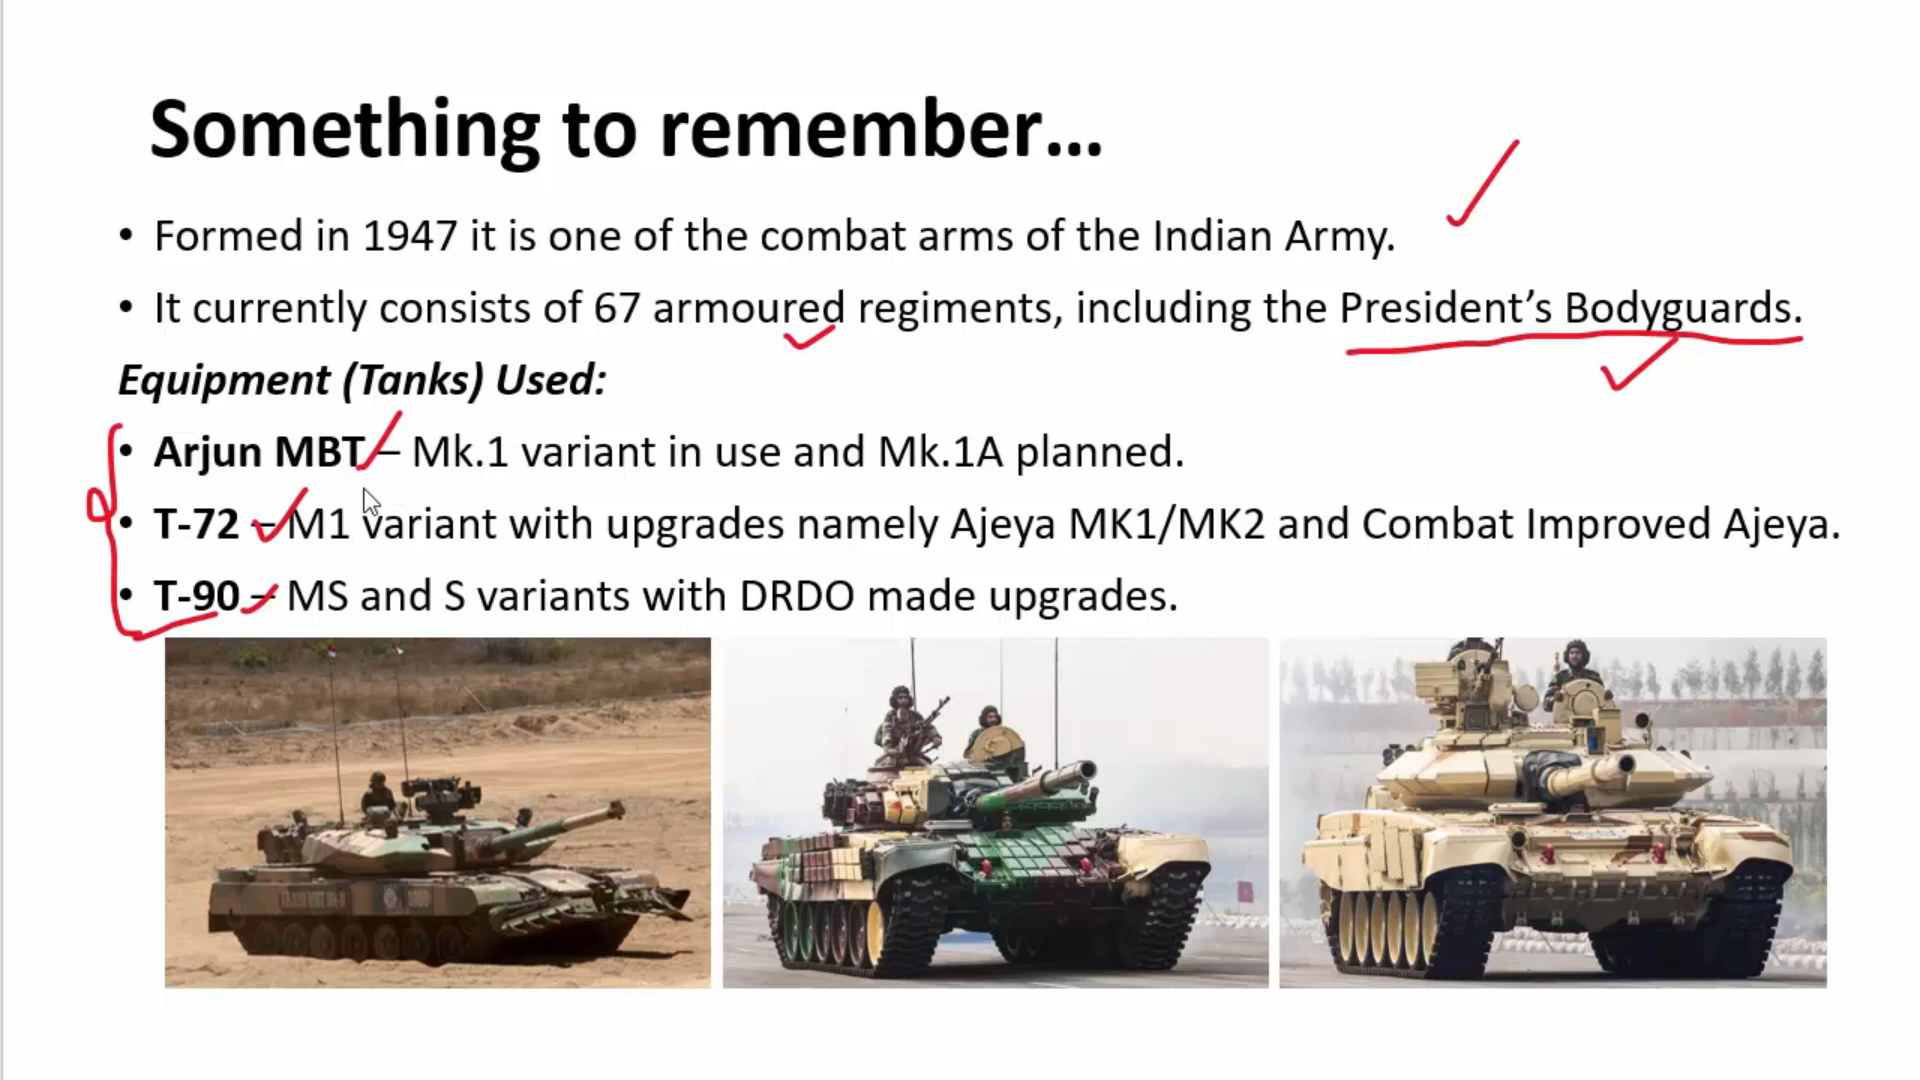 Something to remember...
• Formed in 1947 it is one of the combat arms of the Indian Army.
• It currently consists of 67 armoured regiments, including the President’s Bodyguards.
Equipment (Tanks) Used:
• Arjun MBT – Mk.1 variant in use and Mk.1A planned.
• T-72 – M1 variant with upgrades namely Ajeya MK1/MK2 and Combat Improved Ajeya.
• T-90 – MS and S variants with DRDO made upgrades.